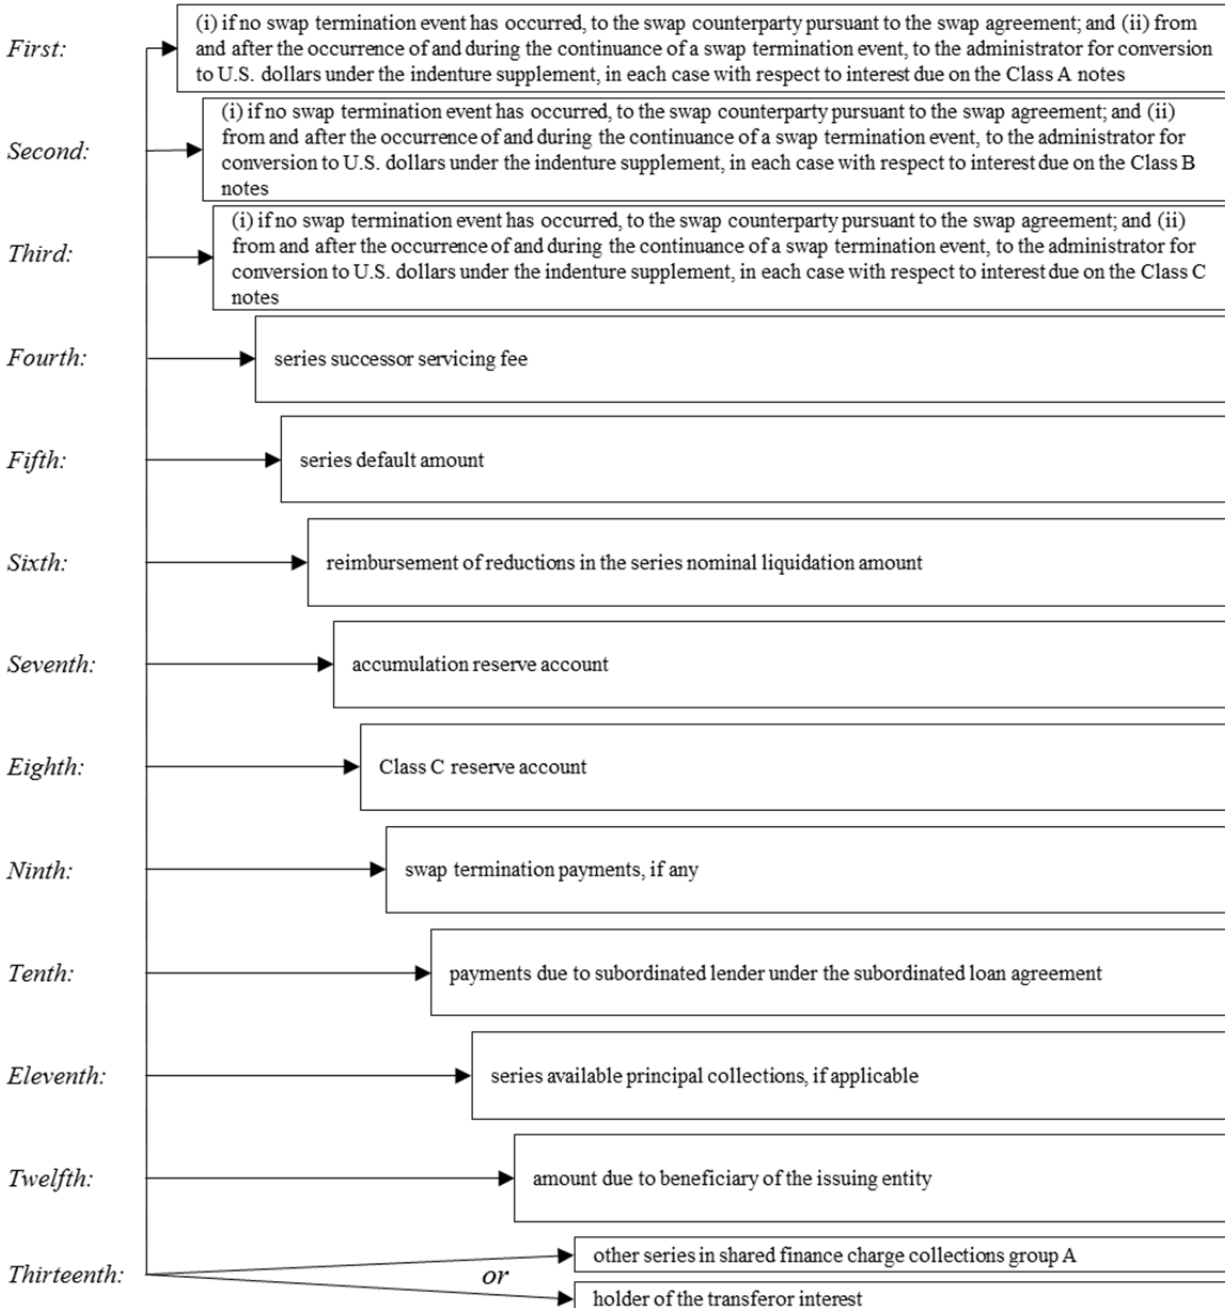 First:
(i) if no swap termination event has occurred, to the swap counterparty pursuant to the swap agreement; and (ii) from
and after the occurrence of and during the continuance of a swap termination event, to the administrator for conversion
to U.S. dollars under the indenture supplement, in each case with respect to interest due on the Class A notes
Second:
(i) if no swap termination event has occurred, to the swap counterparty pursuant to the swap agreement; and (ii)
from and after the occurrence of and during the continuance of a swap termination event, to the administrator for
conversion to U.S. dollars under the indenture supplement, in each case with respect to interest due on the Class B
notes
Third:
(i) if no swap termination event has occurred, to the swap counterparty pursuant to the swap agreement; and (ii)
from and after the occurrence of and during the continuance of a swap termination event, to the administrator for
conversion to U.S. dollars under the indenture supplement, in each case with respect to interest due on the Class C
notes
Fourth:
series successor servicing fee
Fifth:
series default amount
Sixth:
reimbursement of reductions in the series nominal liquidation amount
Seventh:
accumulation reserve account
Eighth:
Class C reserve account
Ninth:
swap termination payments, if any
Tenth:
payments due to subordinated lender under the subordinated loan agreement
Eleventh:
series available principal collections, if applicable
Twelfth:
amount due to beneficiary of the issuing entity
Thirteenth:
other series in shared finance charge collections group A
or
holder of the transferor interest